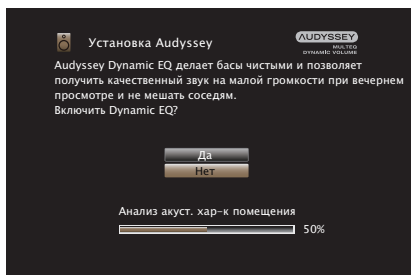 Установка Audyssey
AUDYSSEY
MULTEQ
DYNAMIC VOLUME
Audyssey Dynamic EQ делает басы чистыми и позволяет
получить качественный звук на малой громкости при вечернем
просмотре и не мешать соседям.
Включить Dynamic EQ?
Да
Нет
Анализ акуст. хар-к помещения
50%